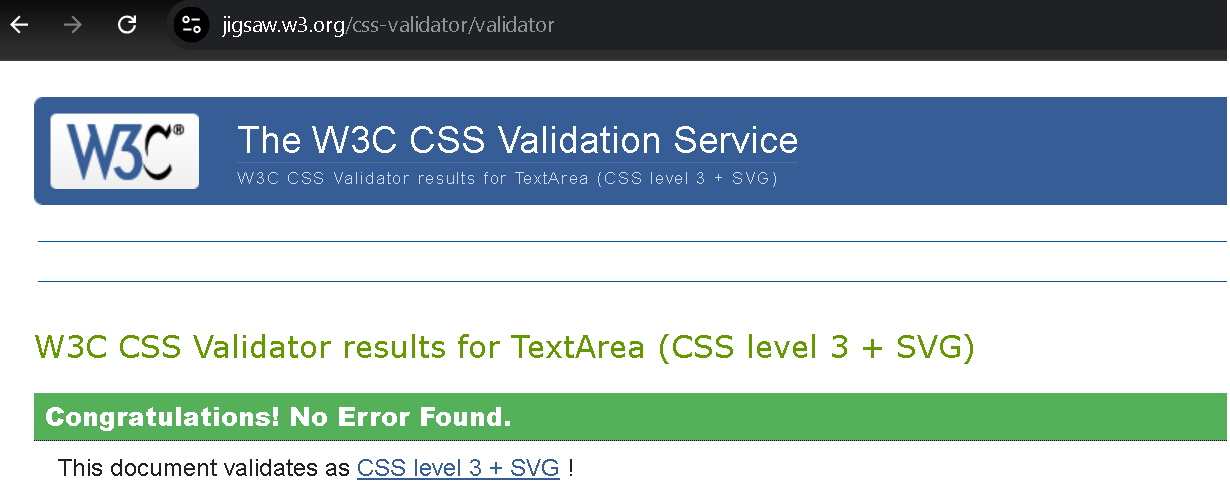 jigsaw.w3.org/css-validator/validator
W3C®
The W3C CSS Validation Service
W3C CSS Validator results for TextArea (CSS level 3 + SVG)
W3C CSS Validator results for TextArea (CSS level 3 + SVG)
Congratulations! No Error Found.
This document validates as CSS level 3 + SVG !